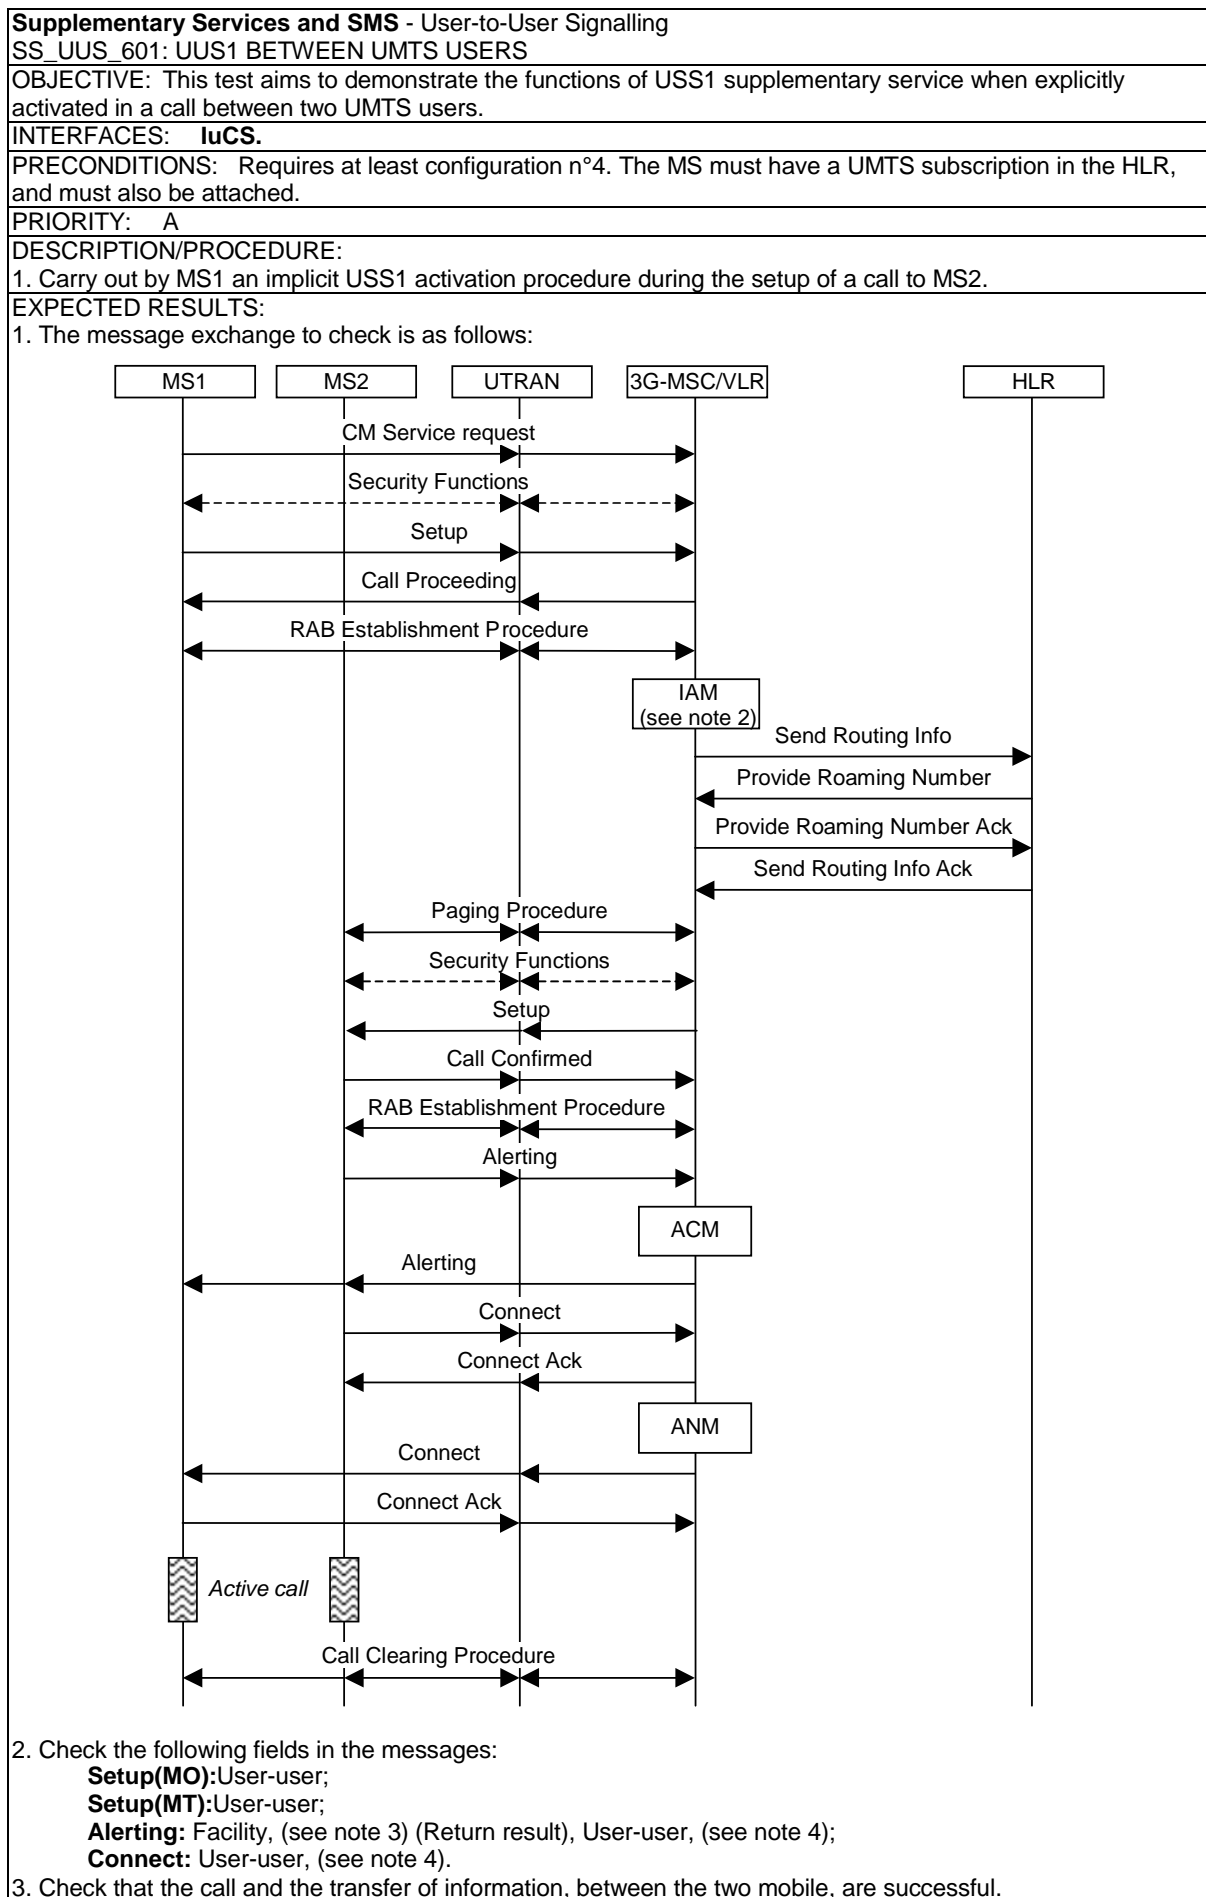 Supplementary Services and SMS - User-to-User Signalling
SS_UUS_601: UUS1 BETWEEN UMTS USERS
OBJECTIVE: This test aims to demonstrate the functions of USS1 supplementary service when explicitly
activated in a call between two UMTS users.
INTERFACES: IuCS.
PRECONDITIONS: Requires at least configuration n°4. The MS must have a UMTS subscription in the HLR,
and must also be attached.
PRIORITY: A
DESCRIPTION/PROCEDURE:
1. Carry out by MS1 an implicit USS1 activation procedure during the setup of a call to MS2.
EXPECTED RESULTS:
1. The message exchange to check is as follows:
MS1 MS2 UTRAN 3G-MSC/VLR HLR
CM Service request
Security Functions
Setup
Call Proceeding
RAB Establishment Procedure
IAM
(see note 2)
Send Routing Info
Provide Roaming Number
Provide Roaming Number Ack
Send Routing Info Ack
Paging Procedure
Security Functions
Setup
Call Confirmed
RAB Establishment Procedure
Alerting
ACM
Alerting
Connect
Connect Ack
ANM
Connect
Connect Ack
Active call
Call Clearing Procedure
2. Check the following fields in the messages:
Setup(MO):User-user;
Setup(MT):User-user;
Alerting: Facility, (see note 3) (Return result), User-user, (see note 4);
Connect: User-user, (see note 4).
3. Check that the call and the transfer of information, between the two mobile, are successful.